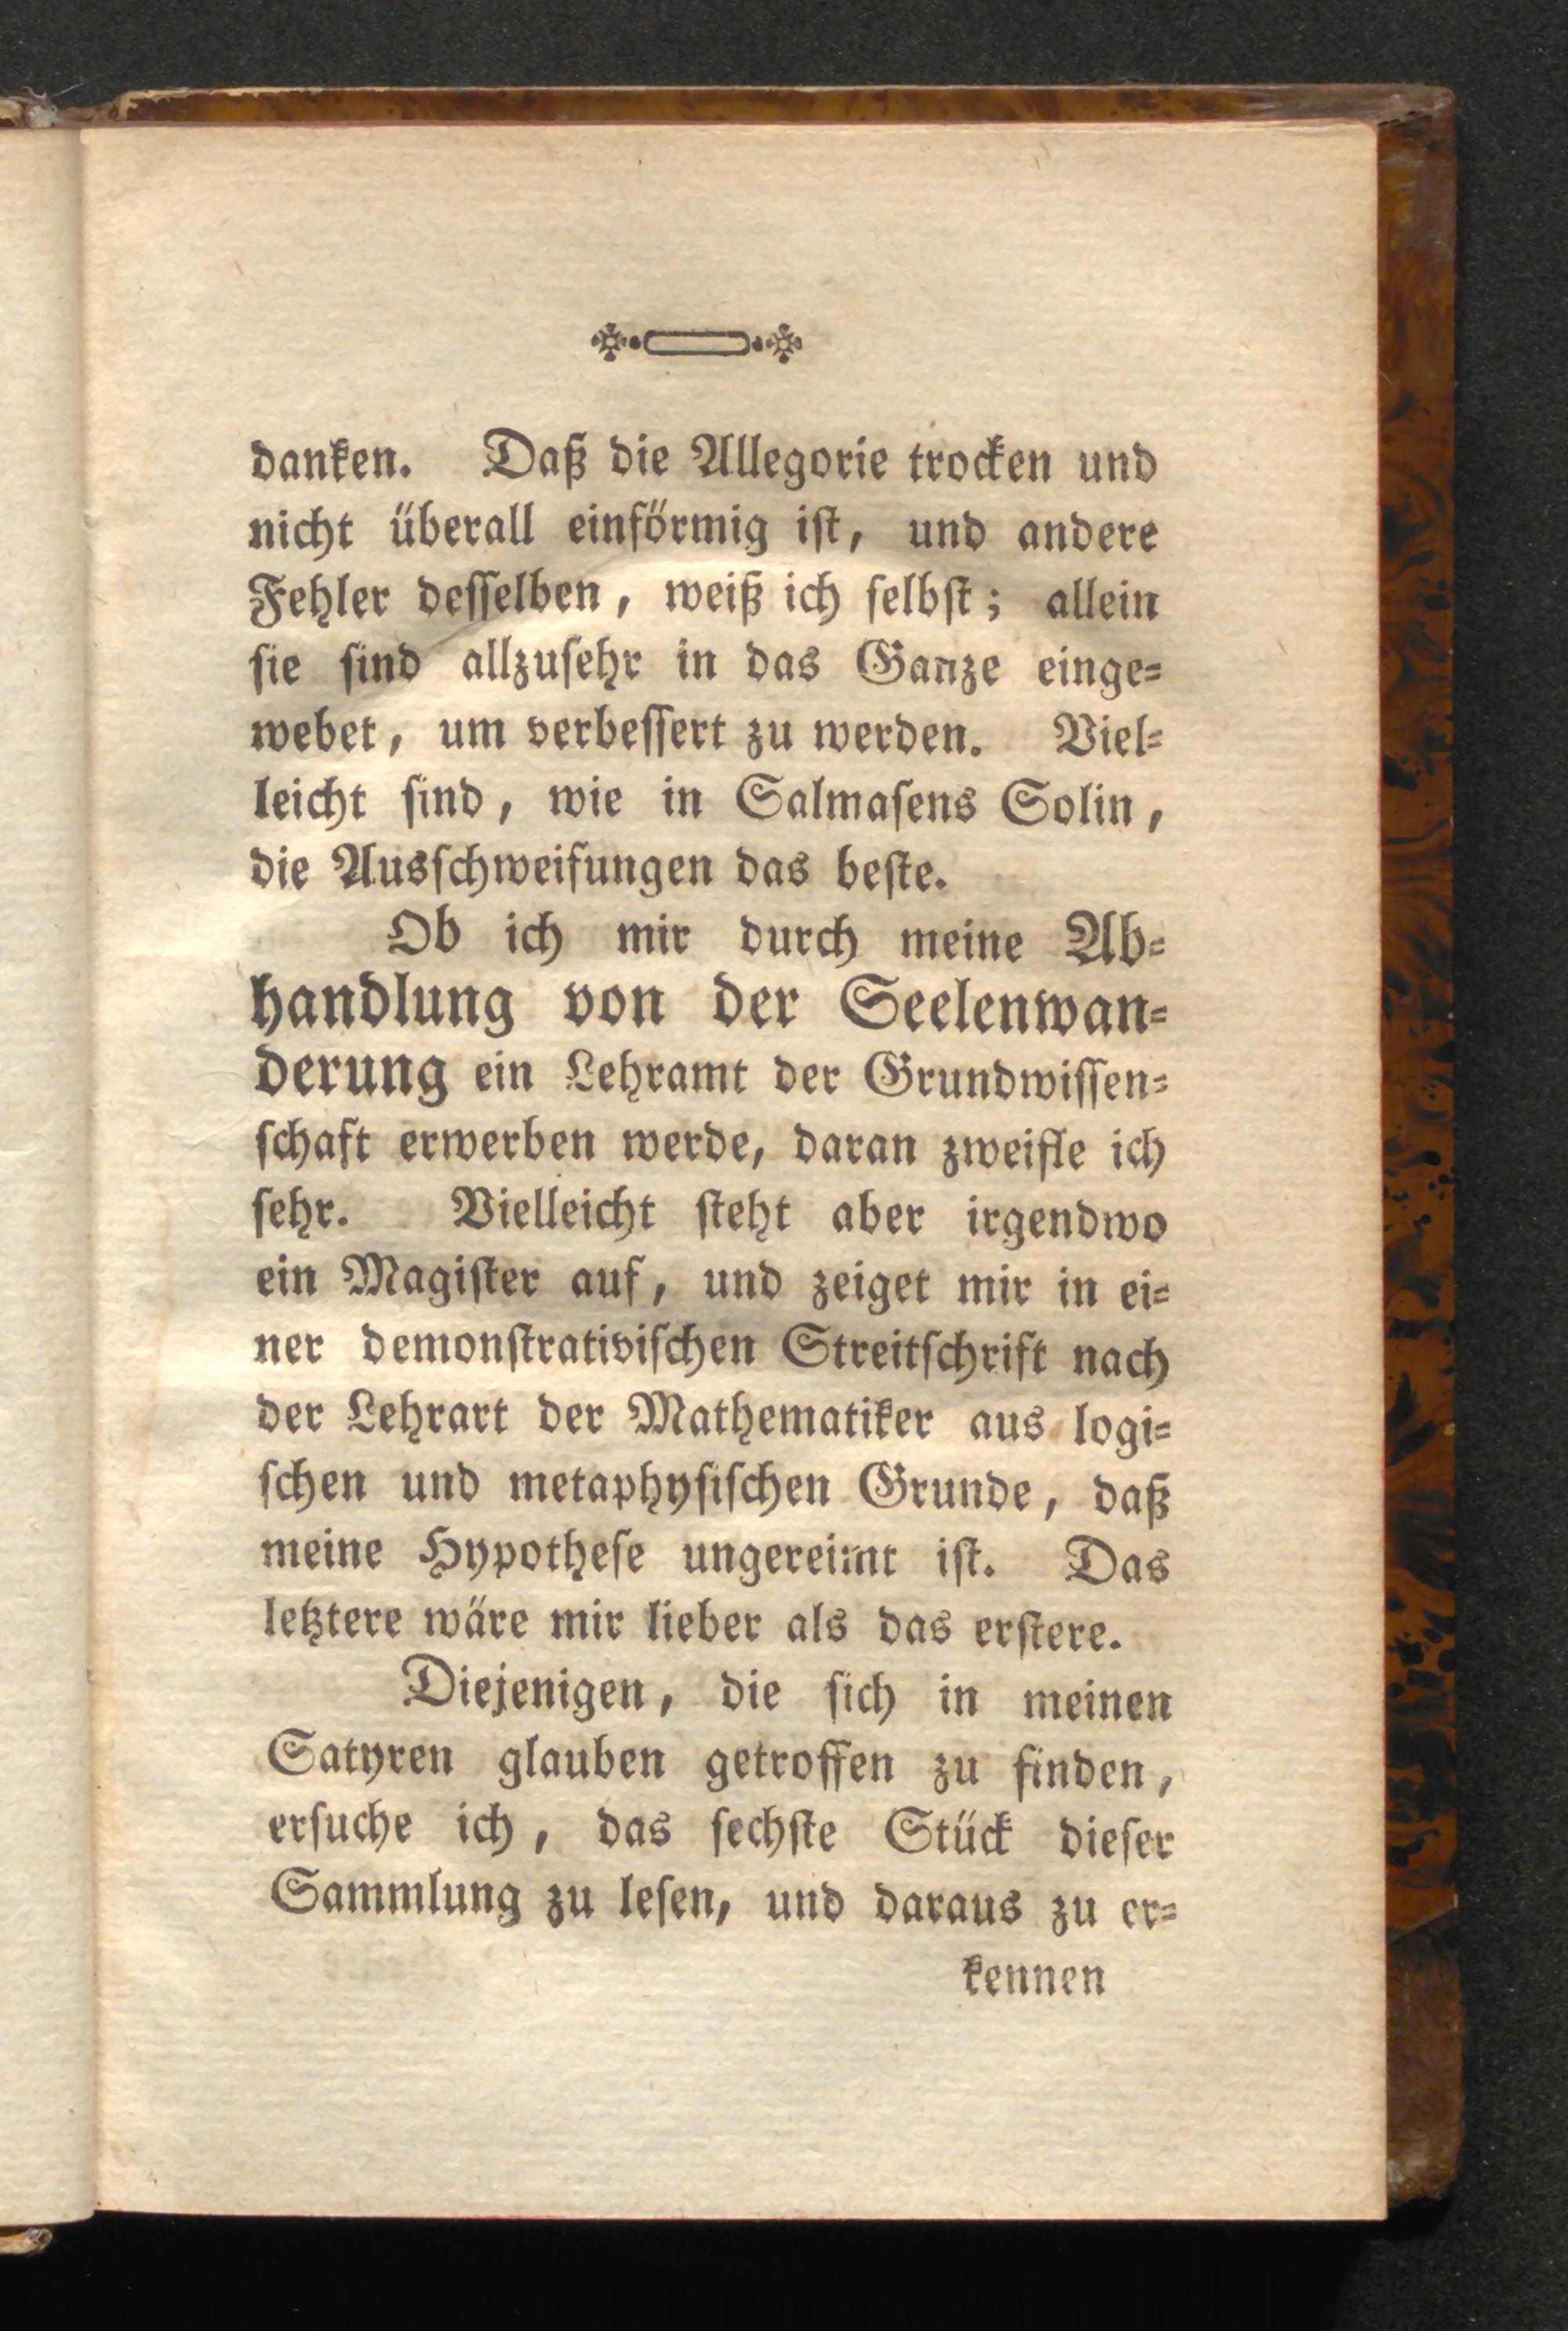 danken. Daß die Allegorie trocken und
nicht überall einförmig iſt, und andere
Fehler deſſelben, weiß ich ſelbſt; allein
ſie ſind allzuſehr in das Ganze einge⸗
webet, um verbeſſert zu werden. Viel⸗
leicht ſind, wie in Salmaſens Solin,
die Ausſchweifungen das beſte.
Ob ich mir durch meine Ab⸗
handlung von der Seelenwan⸗
derung ein Lehramt der Grundwiſſen⸗
ſchaft erwerben werde, daran zweifle ich
ſehr. Vielleicht ſteht aber irgendwo
ein Magiſter auf, und zeiget mir in ei⸗
ner demonſtrativiſchen Streitſchrift nach
der Lehrart der Mathematiker aus logi⸗
ſchen und metaphyſiſchen Grunde, daß
meine Hypotheſe ungereimt iſt. Das
letztere wäre mir lieber als das erſtere.
Diejenigen, die ſich in meinen
Satyren glauben getroffen zu finden,
erſuche ich, das ſechſte Stück dieſer
Sammlung zu leſen, und daraus zu er⸗
kennen